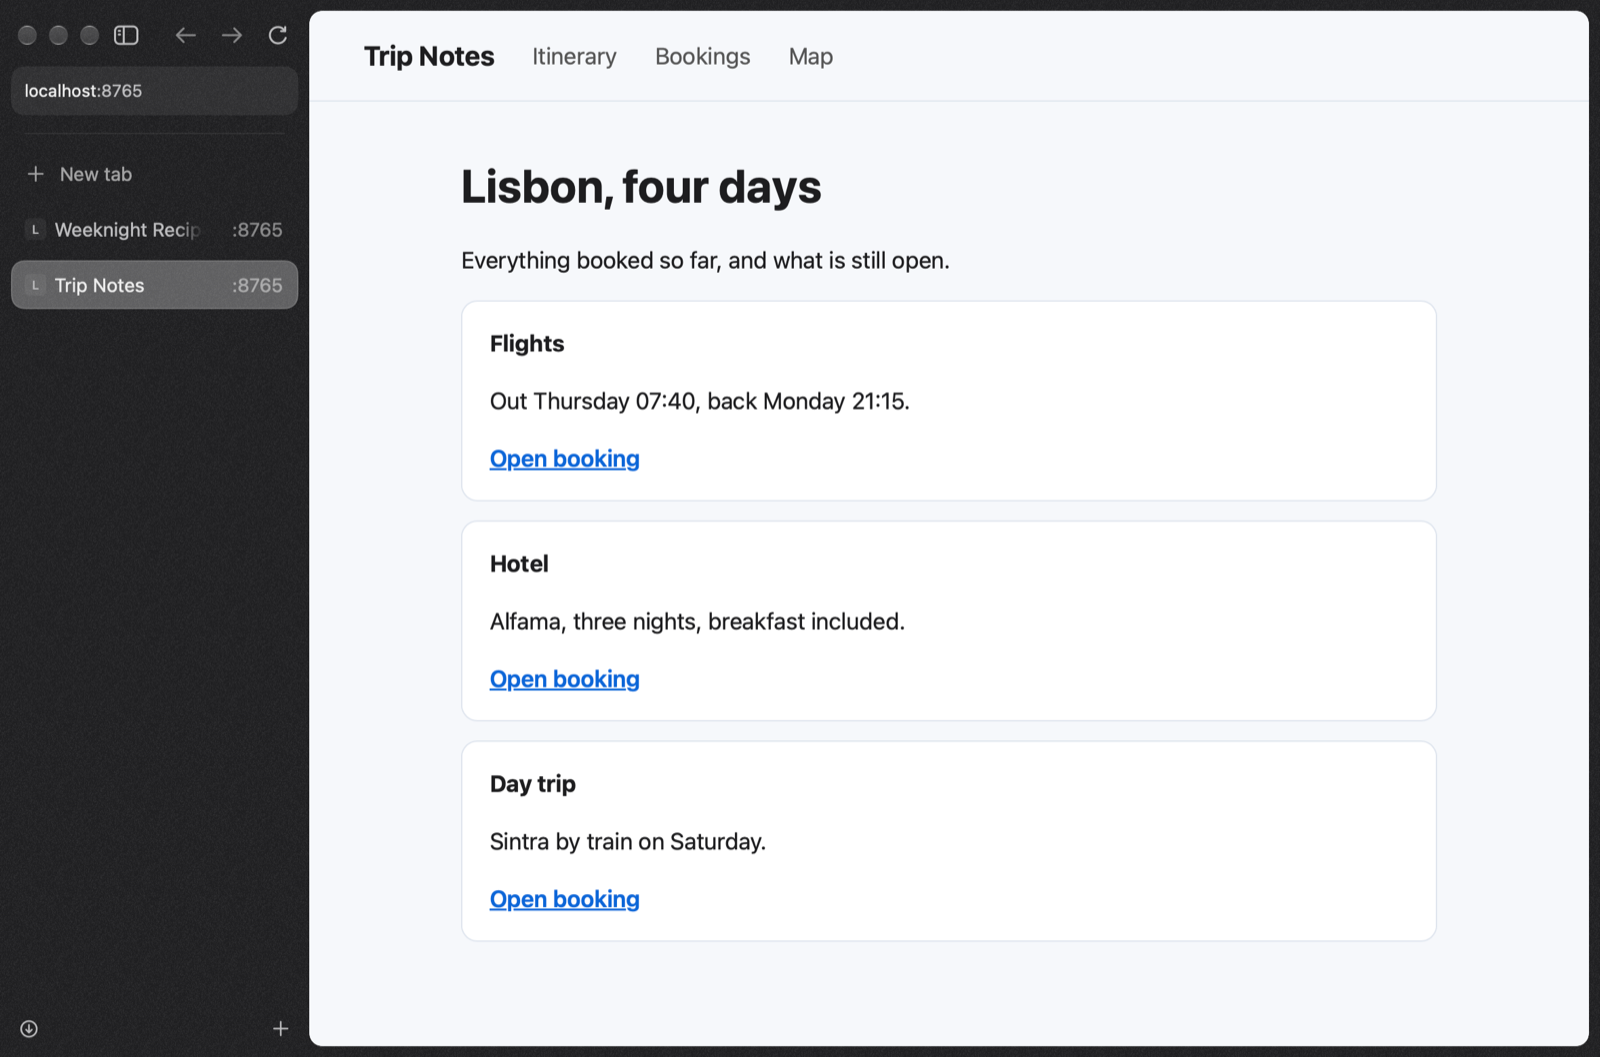 localhost:8765
New tab
L Weeknight Recip :8765
L Trip Notes :8765
Trip Notes Itinerary Bookings Map
Lisbon, four days
Everything booked so far, and what is still open.
Flights
Out Thursday 07:40, back Monday 21:15.
Open booking
Hotel
Alfama, three nights, breakfast included.
Open booking
Day trip
Sintra by train on Saturday.
Open booking